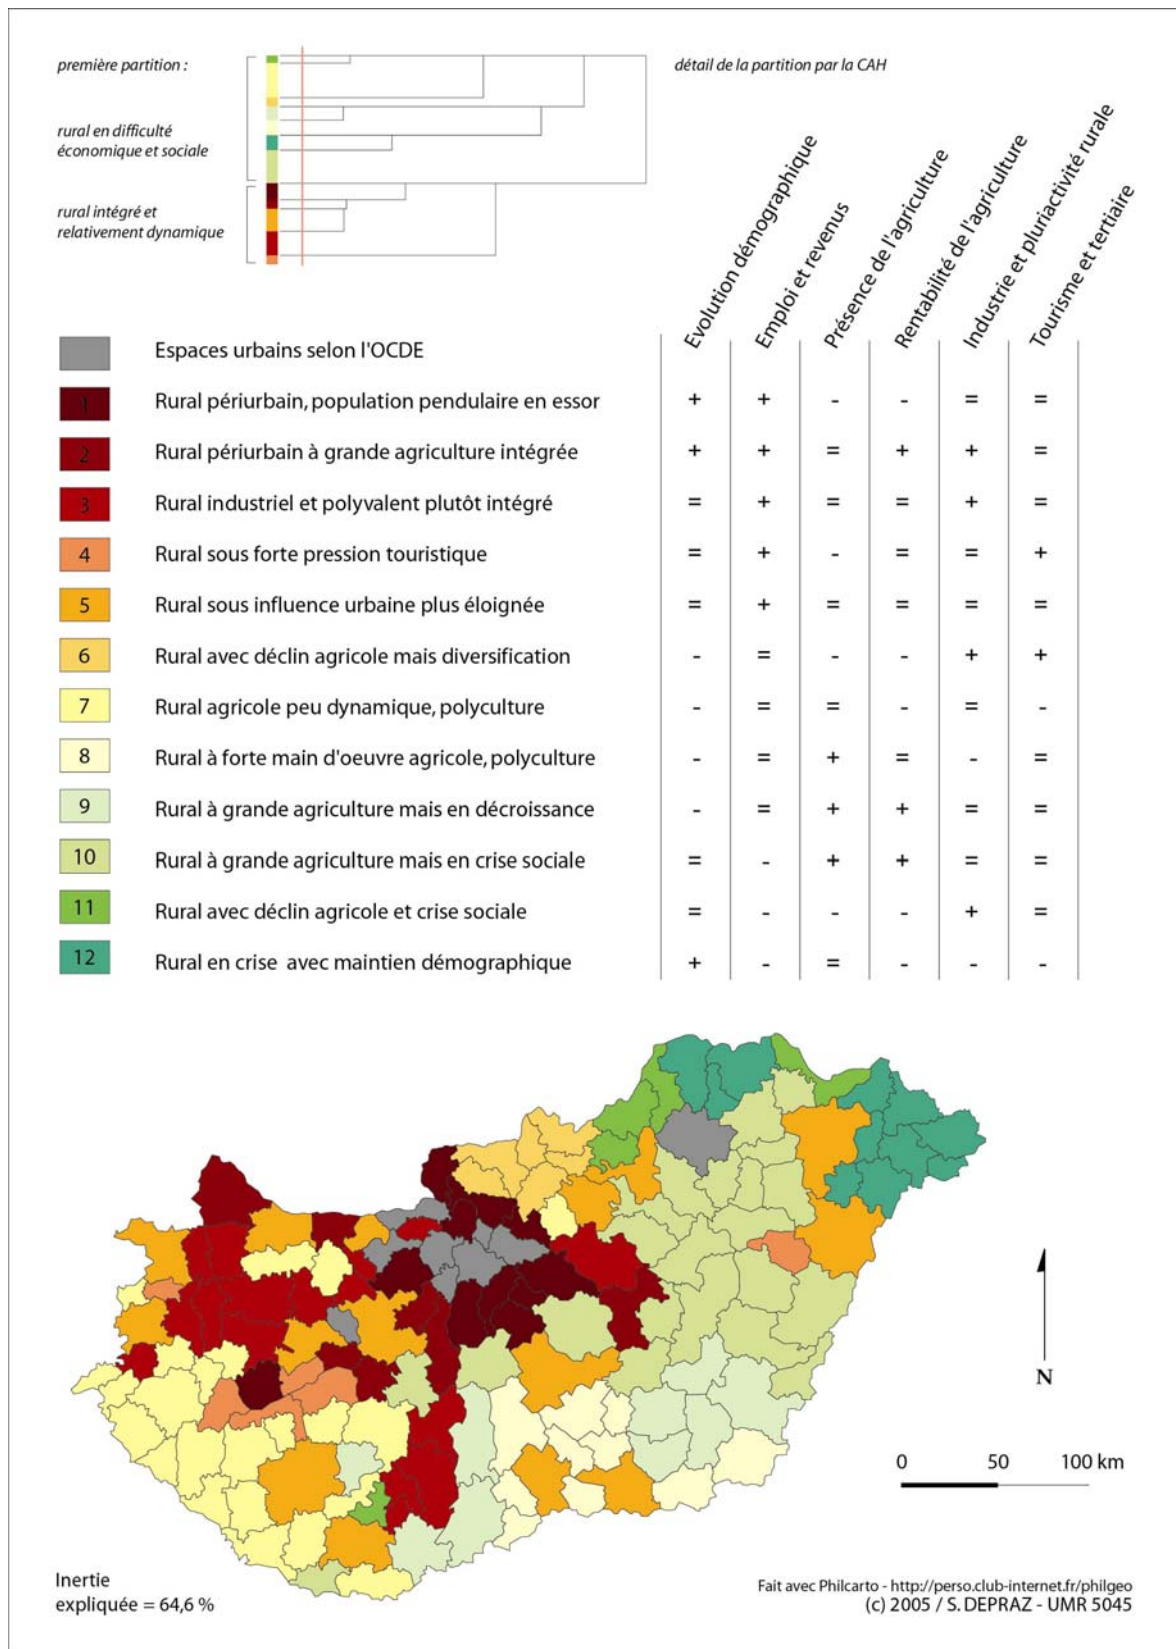 première partition :
détail de la partition par la CAH
rural en difficulté
économique et sociale
rural intégré et
relativement dynamique
Evolution démographique
Emploi et revenus
Présence de l'agriculture
Rentabilité de l'agriculture
Industrie et pluriactivité rurale
Tourisme et tertiaire
Espaces urbains selon l'OCDE
1 Rural périurbain, population pendulaire en essor + + - - = =
2 Rural périurbain à grande agriculture intégrée + + = + + =
3 Rural industriel et polyvalent plutôt intégré = + = = + =
4 Rural sous forte pression touristique = + - = = +
5 Rural sous influence urbaine plus éloignée = + = = = =
6 Rural avec déclin agricole mais diversification - = - - + +
7 Rural agricole peu dynamique, polyculture - = = - = -
8 Rural à forte main d'oeuvre agricole, polyculture - = + = - =
9 Rural à grande agriculture mais en décroissance - = + + = =
10 Rural à grande agriculture mais en crise sociale = - + + = =
11 Rural avec déclin agricole et crise sociale = - - - + =
12 Rural en crise avec maintien démographique + - = - - -
N
0 50 100 km
Inertie
expliquée = 64,6 %
Fait avec Philcarto - http://perso.club-internet.fr/philgeo
(c) 2005 / S. DEPRAZ - UMR 5045